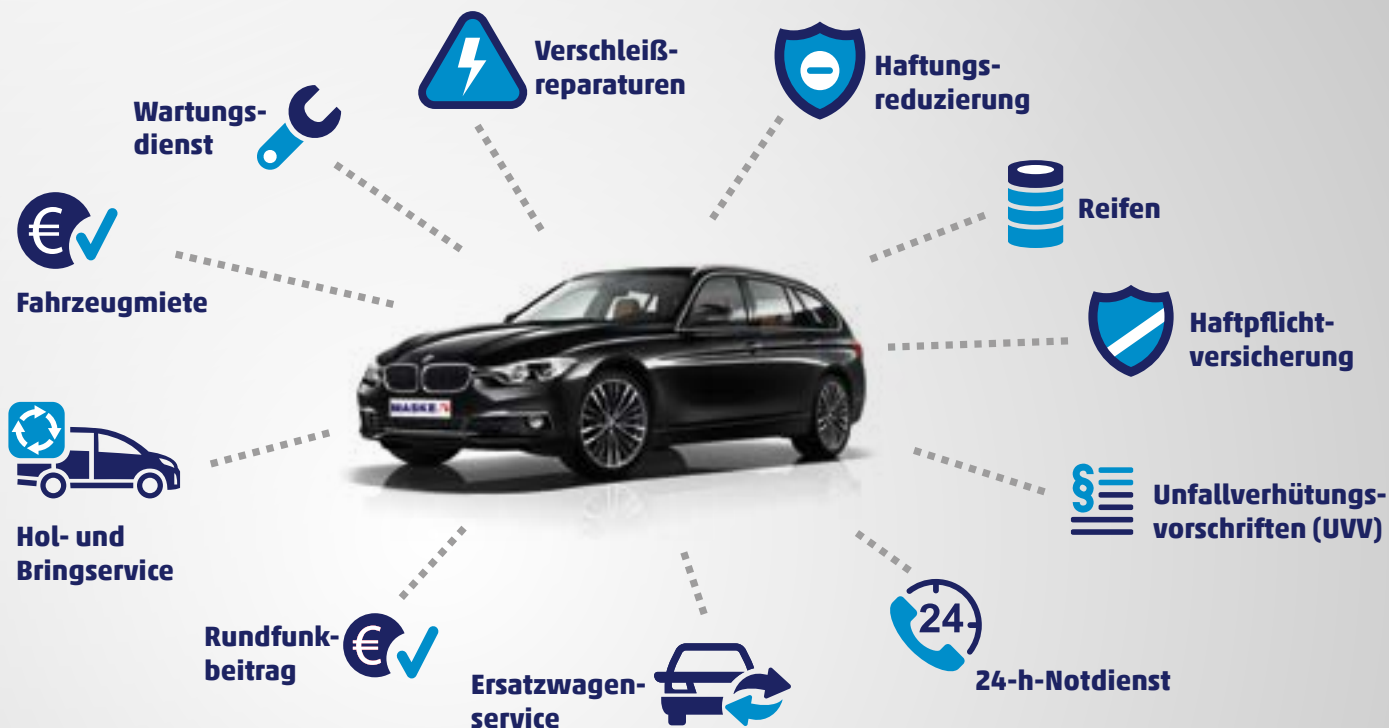 Verschleiß-
reparaturen
Haftungs-
reduzierung
Wartungs-
dienst
Reifen
€
Fahrzeugmiete
Haftpflicht-
versicherung
MASKE
Hol- und
Bringservice
§
Unfallverhütungs-
vorschriften (UVV)
Rundfunk-
beitrag
€
Ersatzwagen-
service
24
24-h-Notdienst